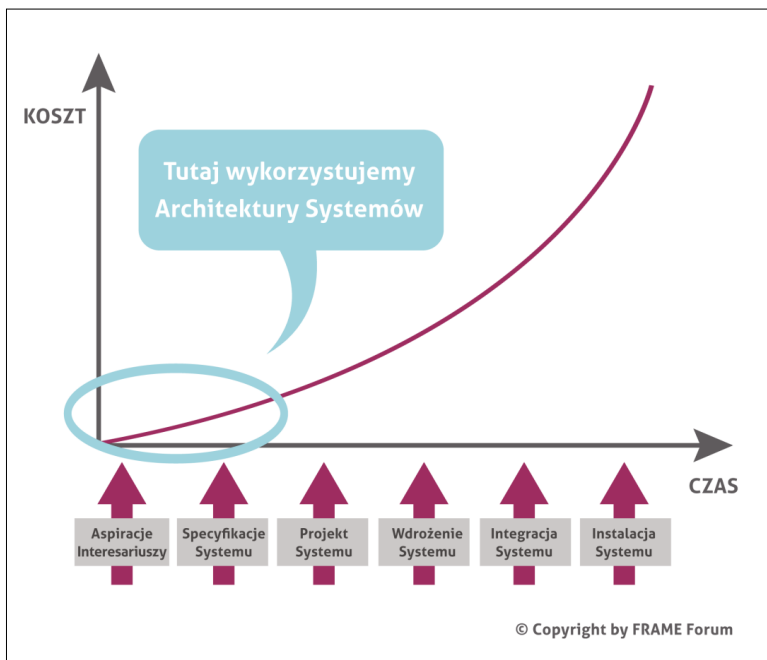 KOSZT
Tutaj wykorzystujemy
Architektury Systemów
CZAS
Aspiracje
Interesariuszy
Specyfikacje
Systemu
Projekt
Systemu
Wdrożenie
Systemu
Integracja
Systemu
Instalacja
Systemu
© Copyright by FRAME Forum